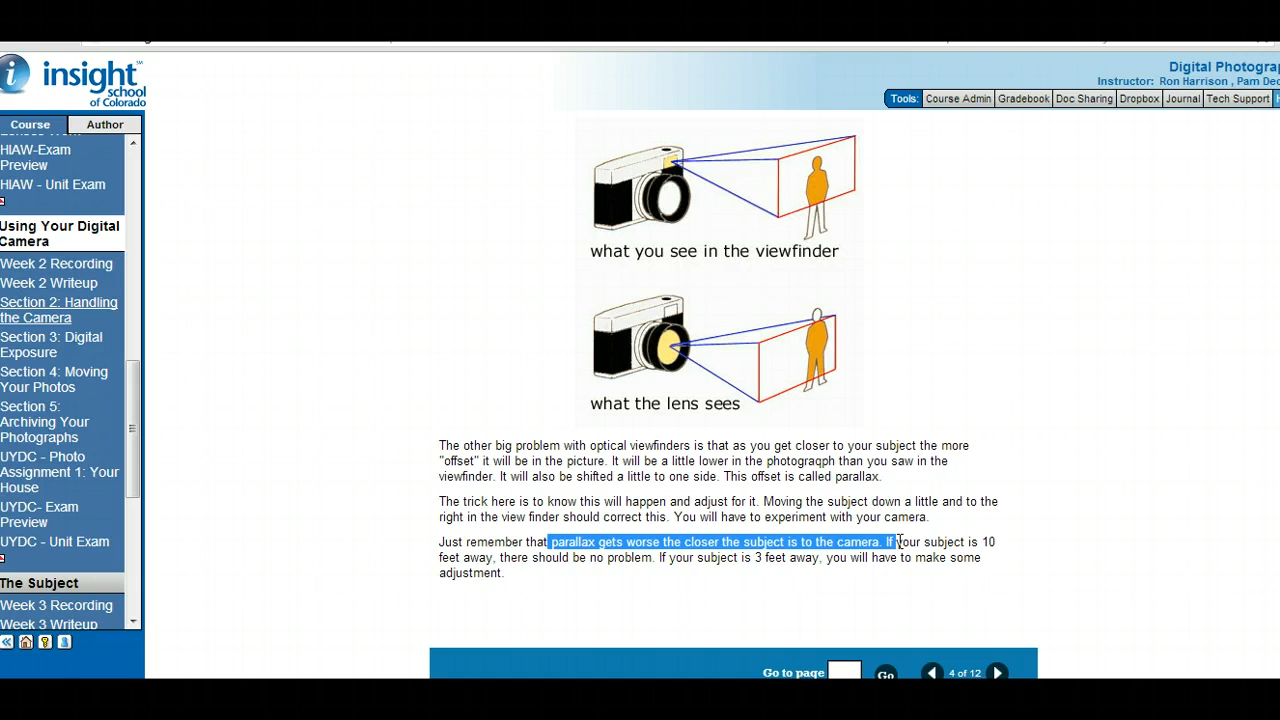 insight
school
of Colorado
Digital Photogra
Instructor: Ron Harrison, Pam Dec
Tools: Course Admin Gradebook Doc Sharing Dropbox Journal Tech Support
Course Author
HIAW-Exam
Preview
HIAW - Unit Exam
Using Your Digital
Camera
Week 2 Recording
Week 2 Writeup
Section 2: Handling
the Camera
Section 3: Digital
Exposure
Section 4: Moving
Your Photos
Section 5:
Archiving Your
Photographs
UYDC - Photo
Assignment 1: Your
House
UYDC- Exam
Preview
UYDC - Unit Exam
The Subject
Week 3 Recording
Week 3 Writeup
what you see in the viewfinder
what the lens sees
The other big problem with optical viewfinders is that as you get closer to your subject the more
"offset" it will be in the picture. It will be a little lower in the photograqph than you saw in the
viewfinder. It will also be shifted a little to one side. This offset is called parallax.
The trick here is to know this will happen and adjust for it. Moving the subject down a little and to the
right in the view finder should correct this. You will have to experiment with your camera.
Just remember that parallax gets worse the closer the subject is to the camera. If your subject is 10
feet away, there should be no problem. If your subject is 3 feet away, you will have to make some
adjustment.
Go to page Go 4 of 12